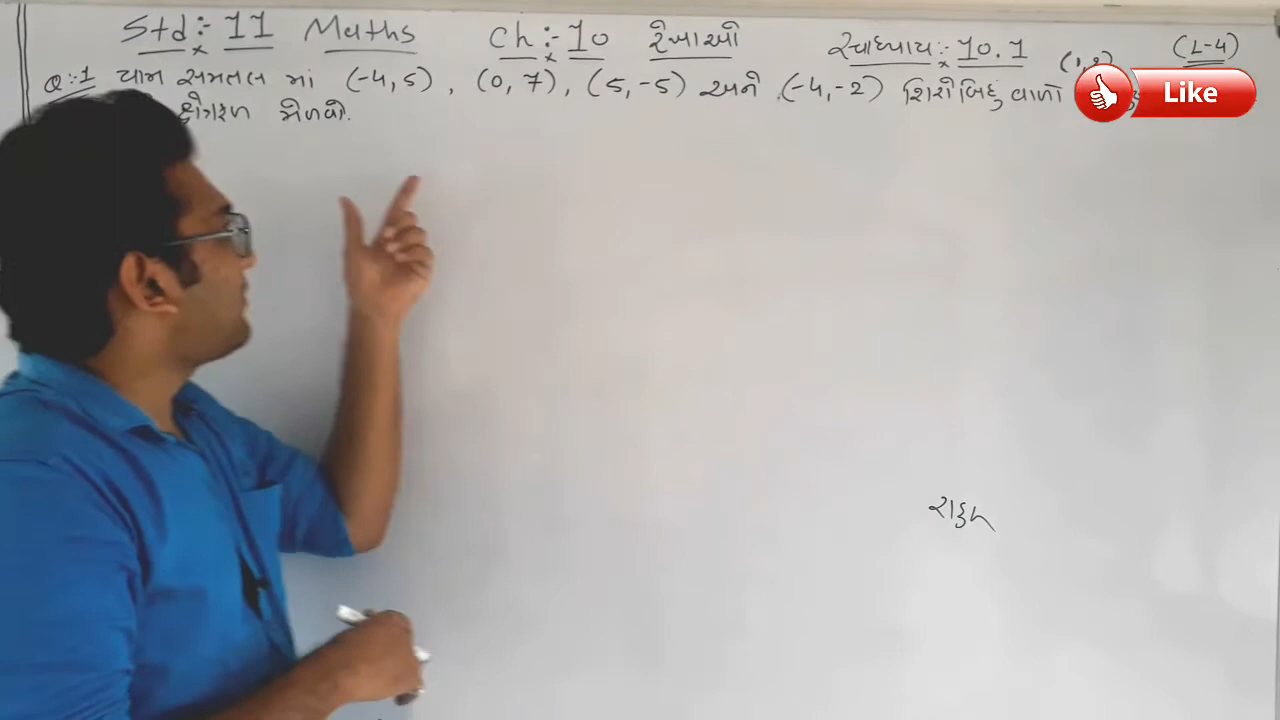 Std:- 11 Maths ch:- 10 રેખાઓ સ્વાધ્યાય:- 10.1 (L-4)
Q:-1 યામ સમતલ માં (-4, 5) , (0, 7) , (5, -5) અને (-4, -2) શિરોબિંદુ વાળો
મેળવો.
Like